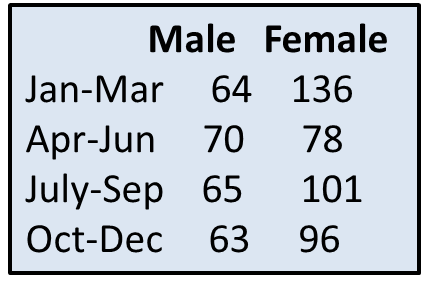 Male Female
Jan-Mar 64 136
Apr-Jun 70 78
July-Sep 65 101
Oct-Dec 63 96